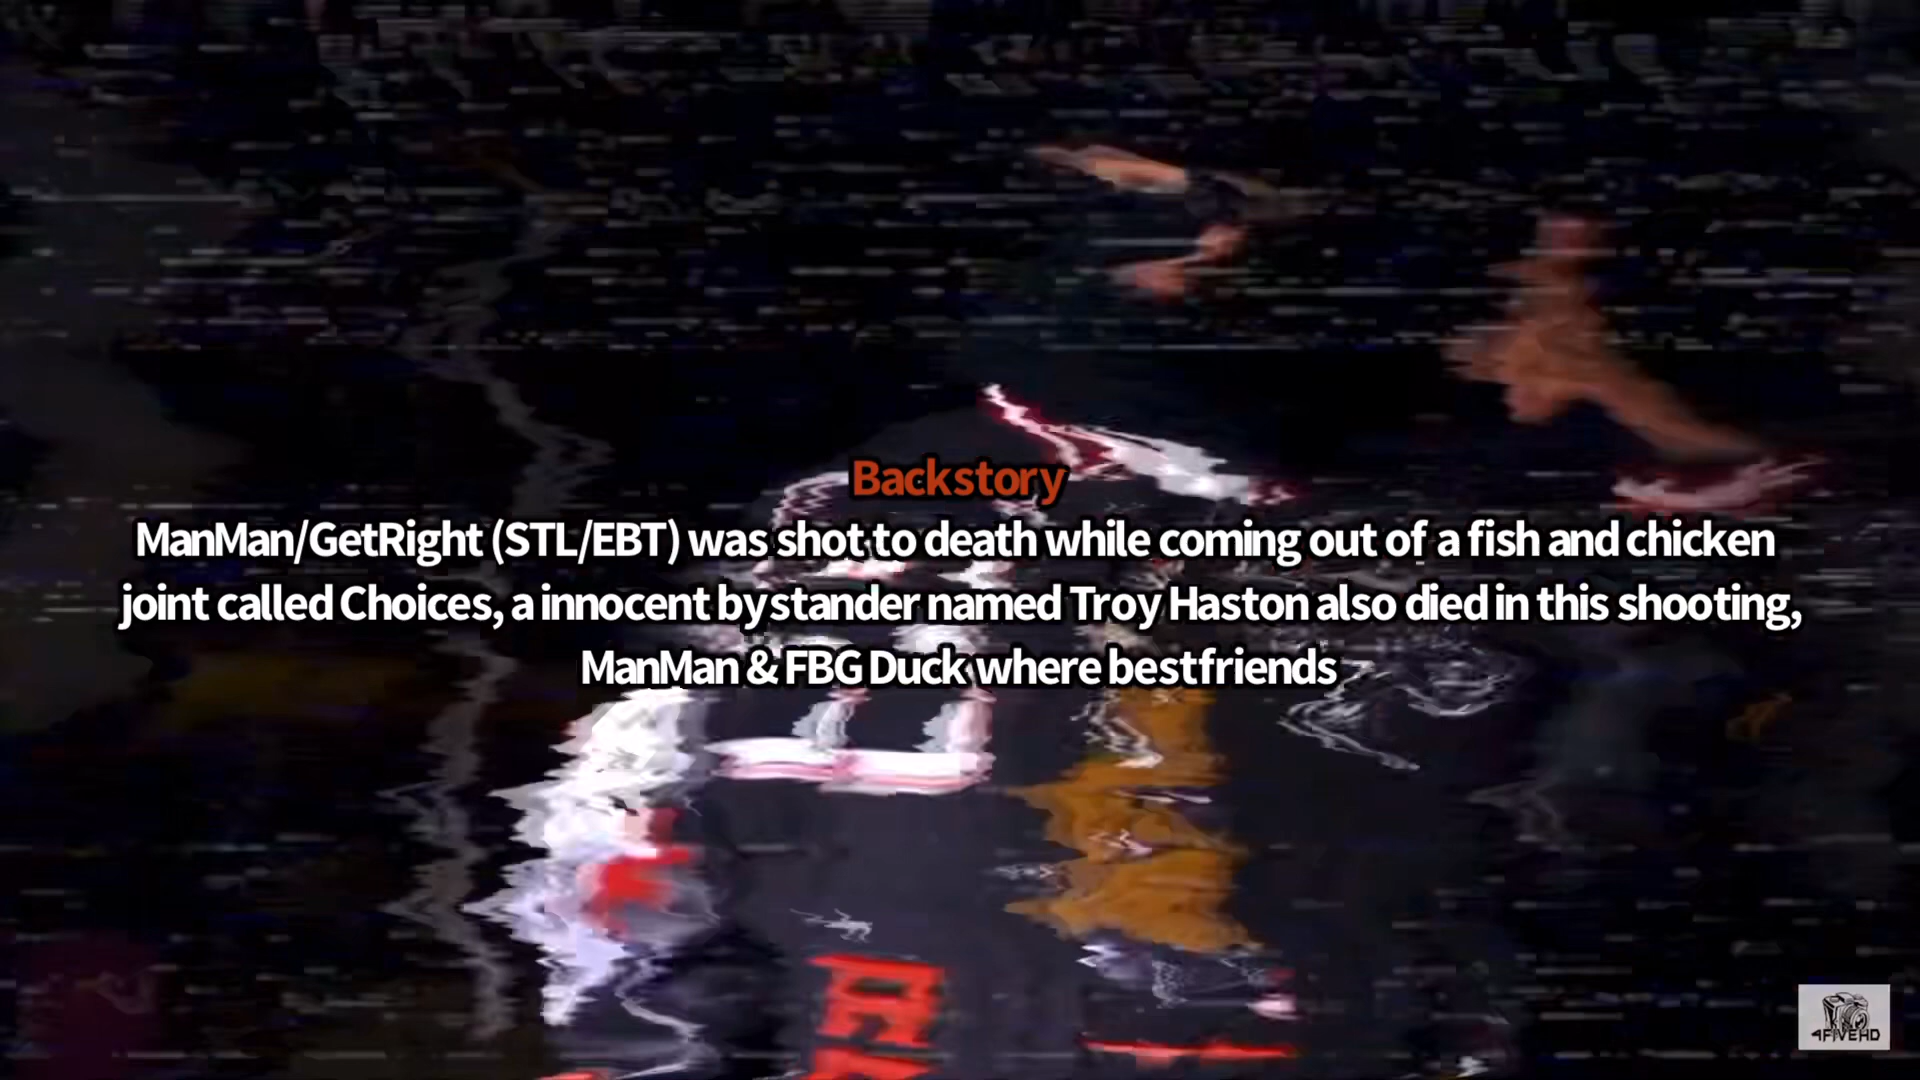 Backstory
ManMan/GetRight (STL/EBT) was shot to death while coming out of a fish and chicken
joint called Choices, a innocent bystander named Troy Haston also died in this shooting,
ManMan & FBG Duck where bestfriends
4FIVEHD